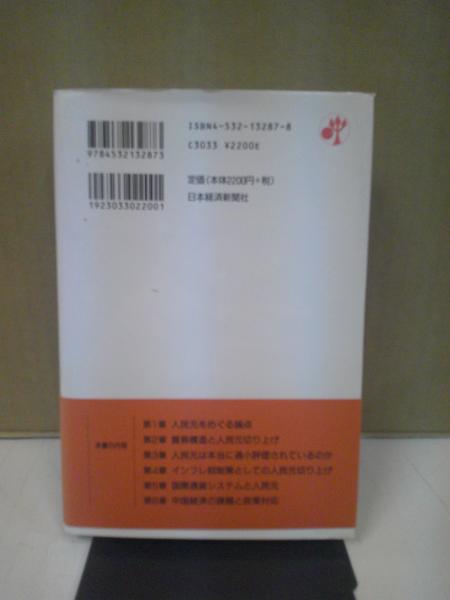 ISBN4-532-13287-8
C3033 ¥2200E
9784532132873
定価(本体2200円+税)
日本経済新聞社
1923033022001
本書の内容
第1章 人民元をめぐる論点
第2章 貿易構造と人民元切り上げ
第3章 人民元は本当に過小評価されているのか
第4章 インフレ抑制策としての人民元切り上げ
第5章 国際通貨システムと人民元
第6章 中国経済の課題と政策対応